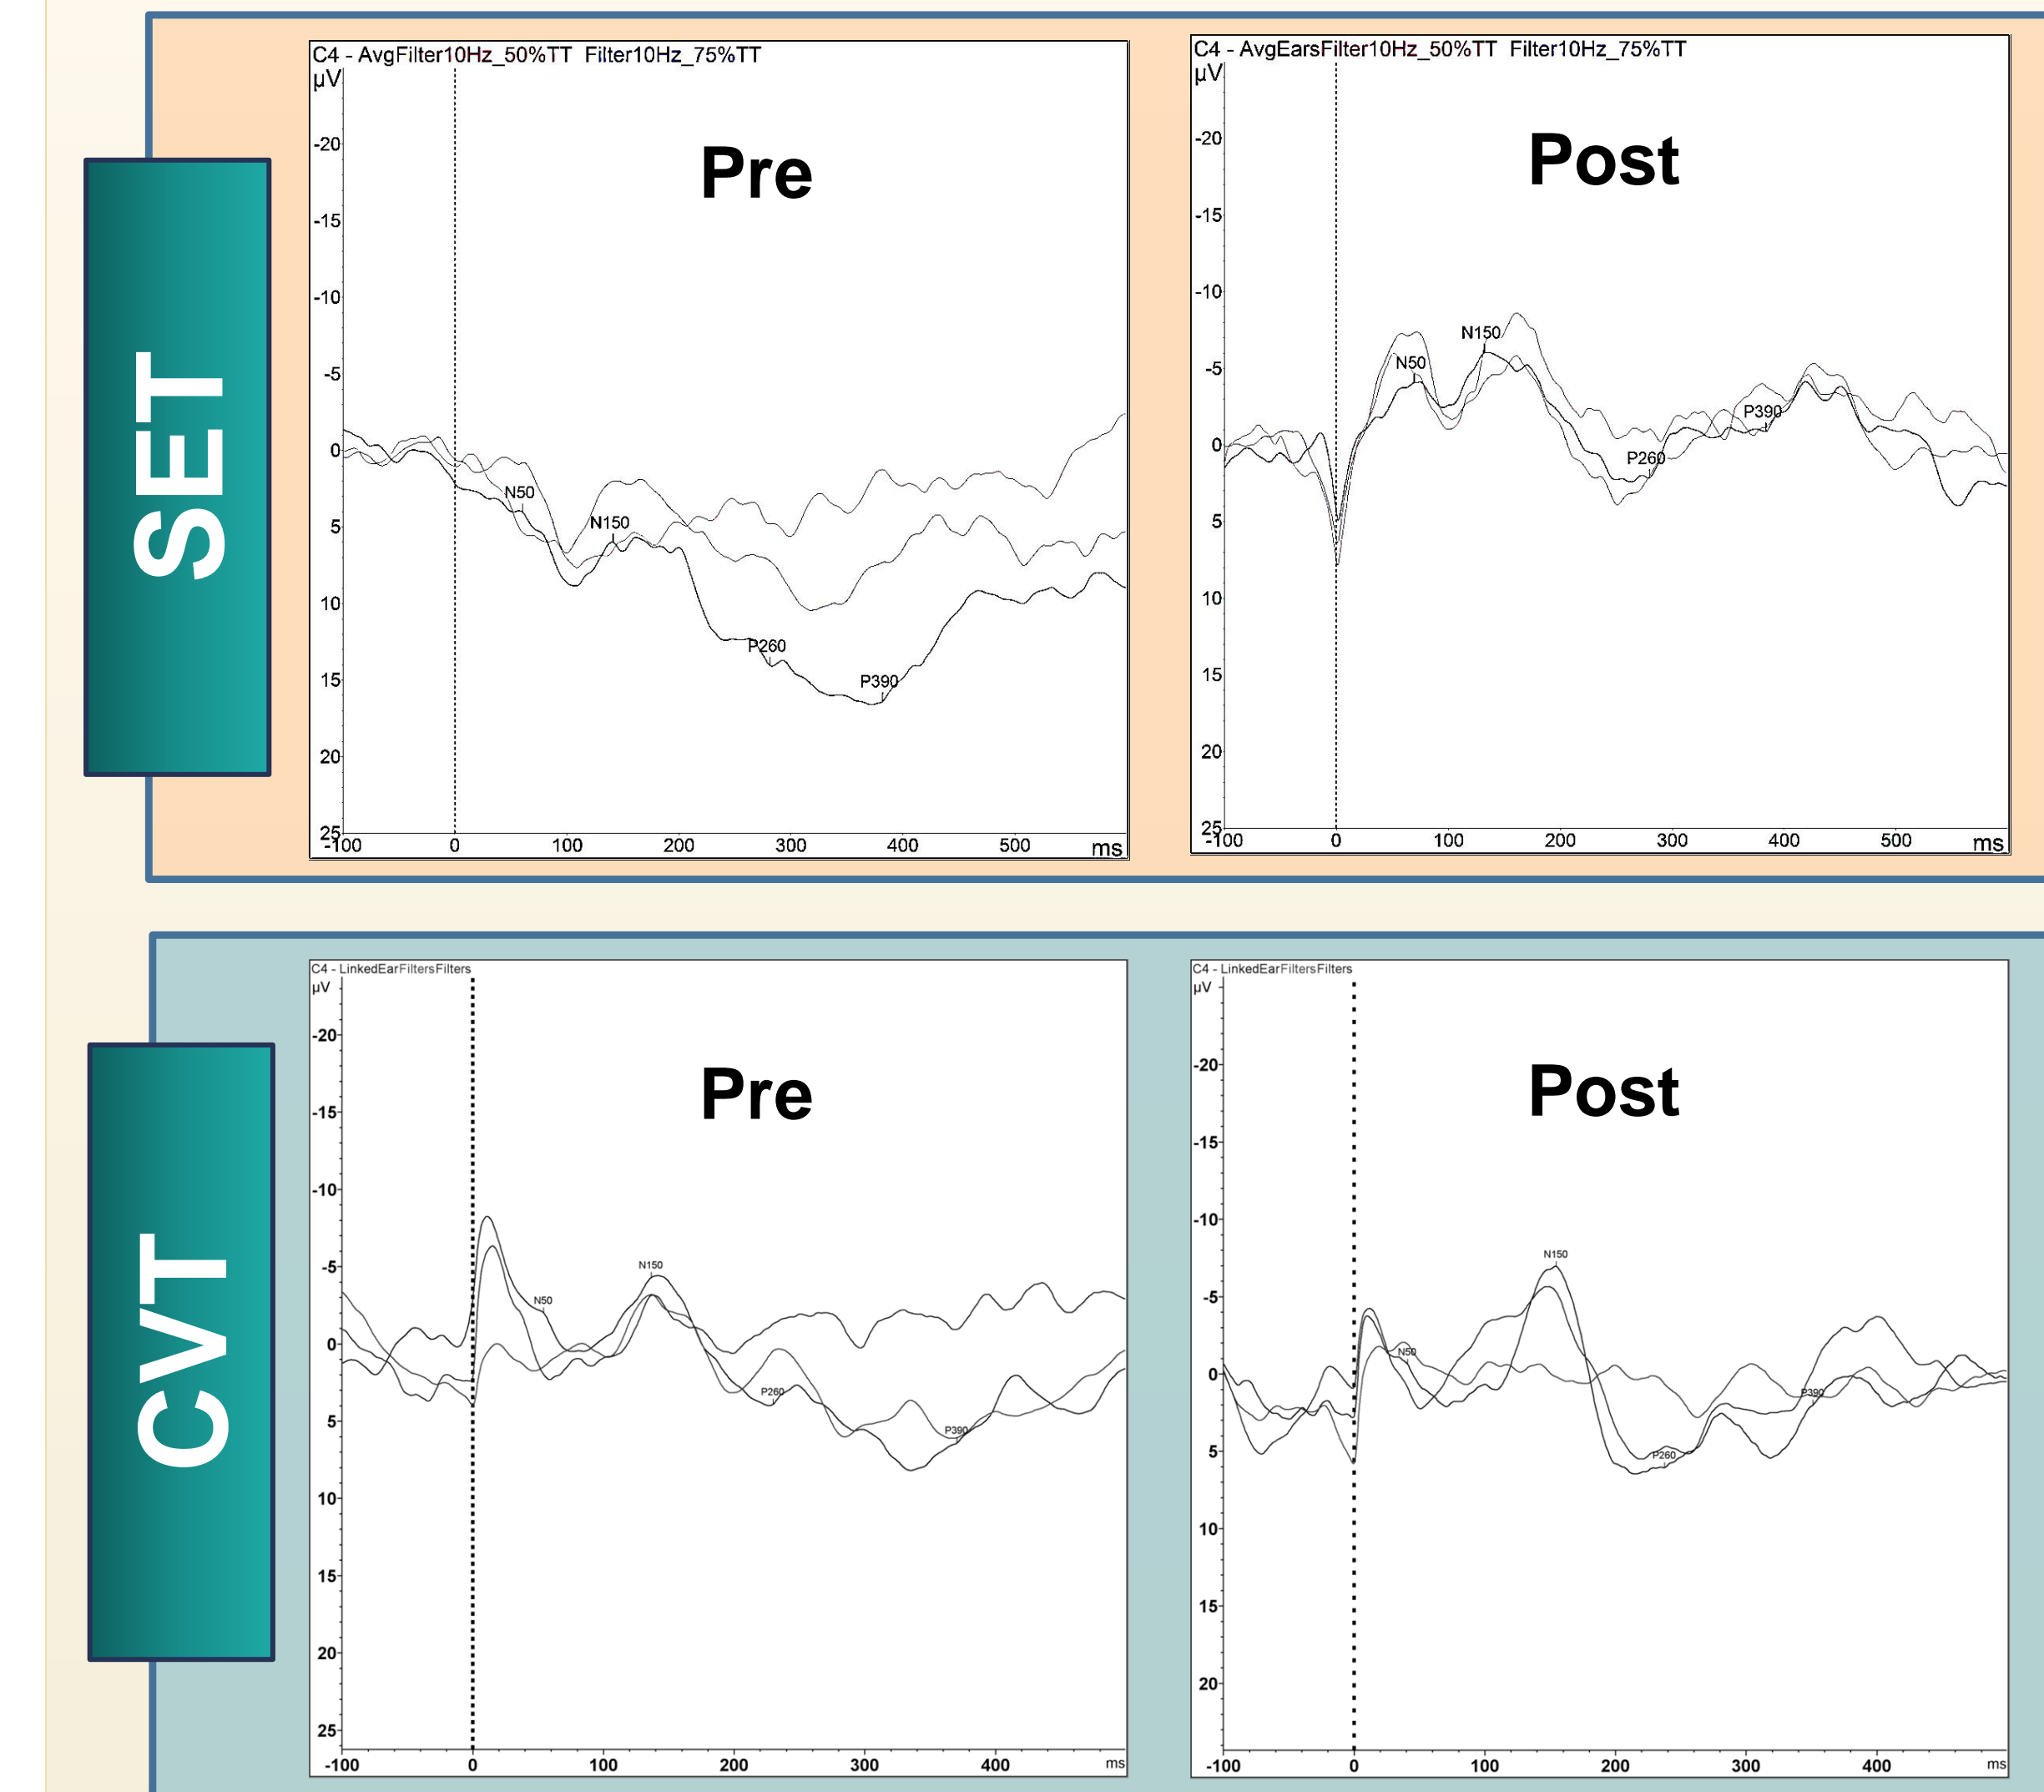 SET
C4 - AvgFilter10Hz_50%TT Filter10Hz_75%TT
µV
Pre
-20
-15
-10
-5
0
5
10
15
20
25
N50
N150
P260
P390
-100 0 100 200 300 400 500 ms
C4 - AvgEarsFilter10Hz_50%TT Filter10Hz_75%TT
µV
Post
-20
-15
-10
-5
0
5
10
15
20
25
N50
N150
P260
P390
-100 0 100 200 300 400 500 ms
CVT
C4 - LinkedEarFiltersFilters
µV
Pre
-20
-15
-10
-5
0
5
10
15
20
25
N50
N150
P260
P390
-100 0 100 200 300 400 ms
C4 - LinkedEarFiltersFilters
µV
Post
-20
-15
-10
-5
0
5
10
15
20
N50
N150
P260
P390
-100 0 100 200 300 400 ms